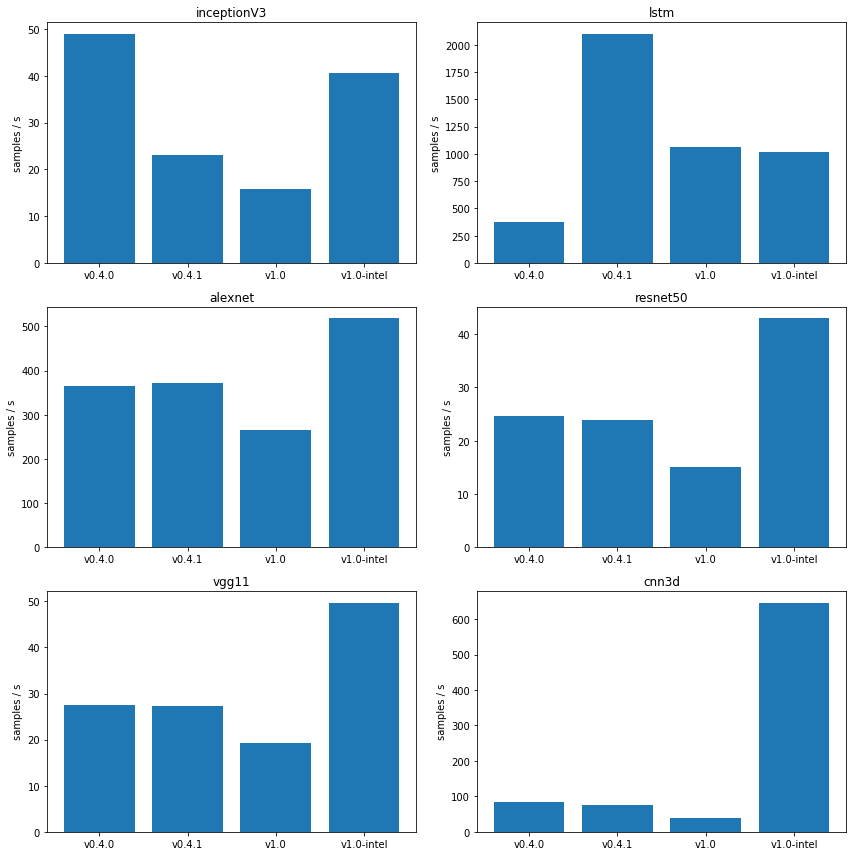 inceptionV3
samples / s
50
40
30
20
10
0
v0.4.0 v0.4.1 v1.0 v1.0-intel
lstm
samples / s
2000
1750
1500
1250
1000
750
500
250
0
v0.4.0 v0.4.1 v1.0 v1.0-intel
alexnet
samples / s
500
400
300
200
100
0
v0.4.0 v0.4.1 v1.0 v1.0-intel
resnet50
samples / s
40
30
20
10
0
v0.4.0 v0.4.1 v1.0 v1.0-intel
vgg11
samples / s
50
40
30
20
10
0
v0.4.0 v0.4.1 v1.0 v1.0-intel
cnn3d
samples / s
600
500
400
300
200
100
0
v0.4.0 v0.4.1 v1.0 v1.0-intel